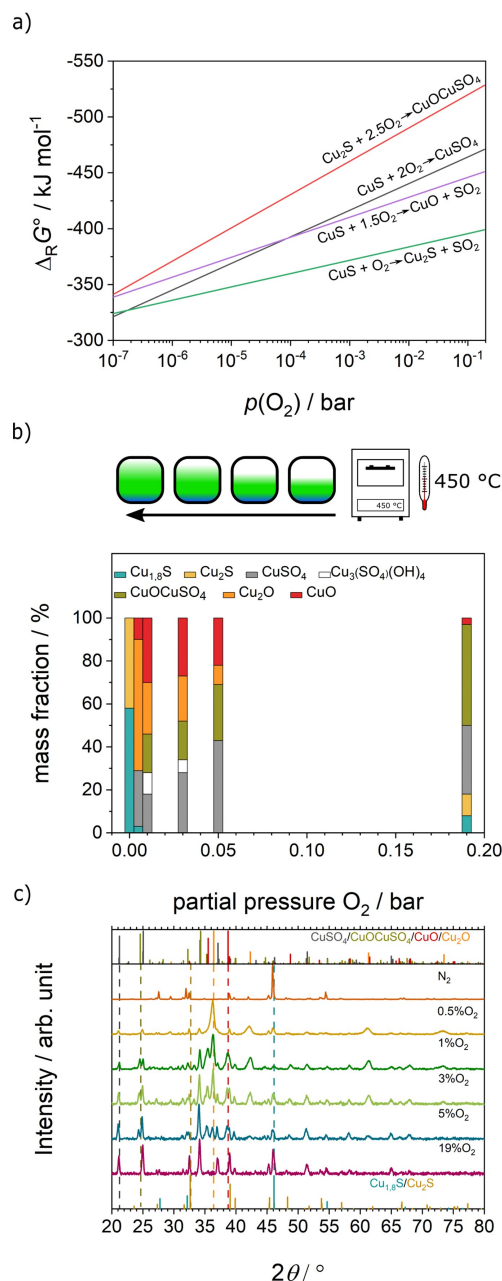 a)
-550
-500
-450
-400
-350
-300
Δ_R G° / kJ mol⁻¹
Cu₂S + 2.5O₂→CuOCuSO₄
CuS + 2O₂→CuSO₄
CuS + 1.5O₂→CuO + SO₂
CuS + O₂→Cu₂S + SO₂
10⁻⁷ 10⁻⁶ 10⁻⁵ 10⁻⁴ 10⁻³ 10⁻² 10⁻¹
p(O₂) / bar
b)
450 °C
450 °C
Cu₁,₈S Cu₂S CuSO₄ Cu₃(SO₄)(OH)₄
CuOCuSO₄ Cu₂O CuO
100
80
60
40
20
0
mass fraction / %
0.00 0.05 0.10 0.15 0.20
partial pressure O₂ / bar
c)
CuSO₄/CuOCuSO₄/CuO/Cu₂O
N₂
0.5%O₂
1%O₂
3%O₂
5%O₂
19%O₂
Cu₁,₈S/Cu₂S
Intensity / arb. unit
20 25 30 35 40 45 50 55 60 65 70 75 80
2θ/ °